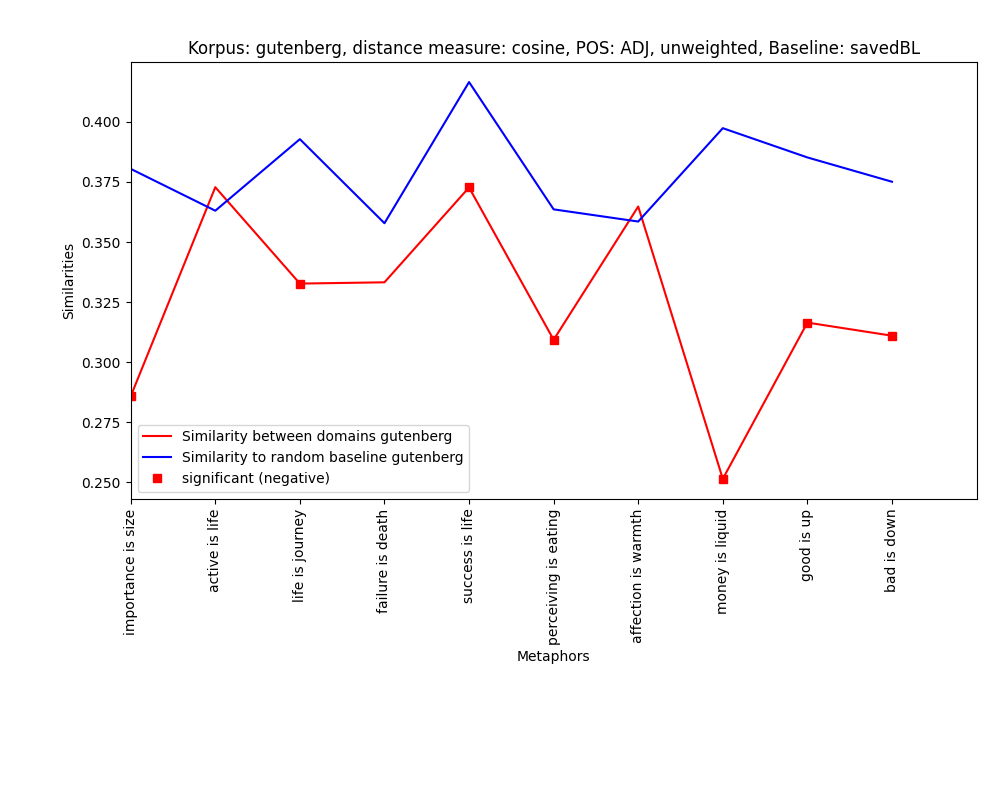 Korpus: gutenberg, distance measure: cosine, POS: ADJ, unweighted, Baseline: savedBL
Similarities
0.400
0.375
0.350
0.325
0.300
0.275
0.250
Similarity between domains gutenberg
Similarity to random baseline gutenberg
significant (negative)
importance is size
active is life
life is journey
failure is death
success is life
perceiving is eating
affection is warmth
money is liquid
good is up
bad is down
Metaphors